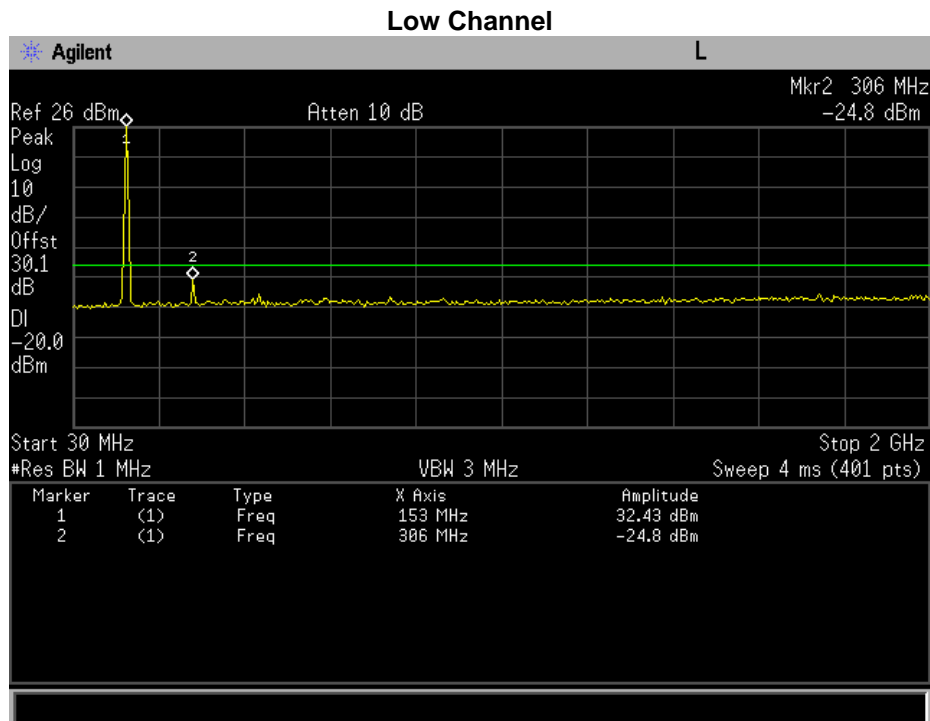 Low Channel
Agilent L
Mkr2 306 MHz
Ref 26 dBm Atten 10 dB -24.8 dBm
Peak
Log
10
dB/
Offst
30.1
dB
DI
-20.0
dBm
1
2
Start 30 MHz Stop 2 GHz
#Res BW 1 MHz VBW 3 MHz Sweep 4 ms (401 pts)
Marker Trace Type X Axis Amplitude
1 (1) Freq 153 MHz 32.43 dBm
2 (1) Freq 306 MHz -24.8 dBm